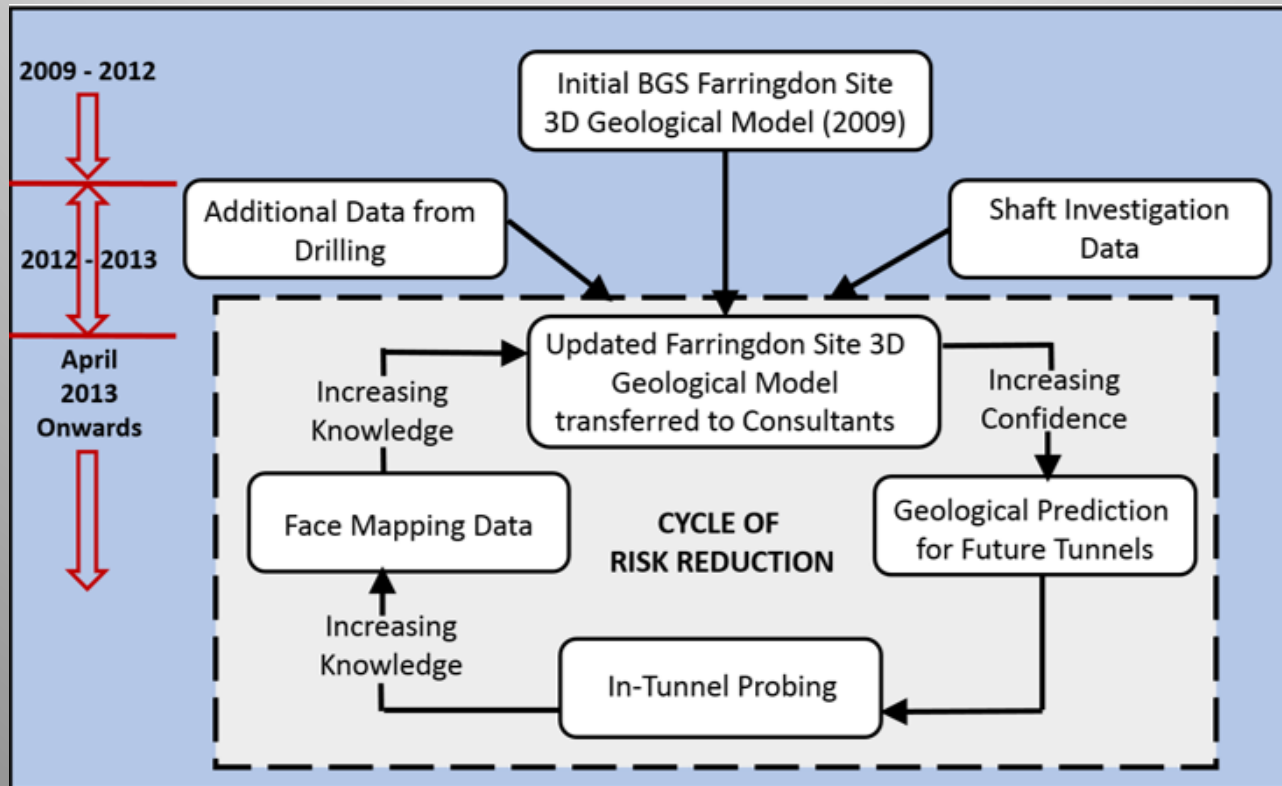 2009 - 2012
Initial BGS Farringdon Site
3D Geological Model (2009)
Additional Data from
Drilling
Shaft Investigation
Data
2012 - 2013
April
2013
Onwards
Updated Farringdon Site 3D
Geological Model
transferred to Consultants
Increasing
Confidence
Increasing
Knowledge
Geological Prediction
for Future Tunnels
Face Mapping Data
CYCLE OF
RISK REDUCTION
Increasing
Knowledge
In-Tunnel Probing